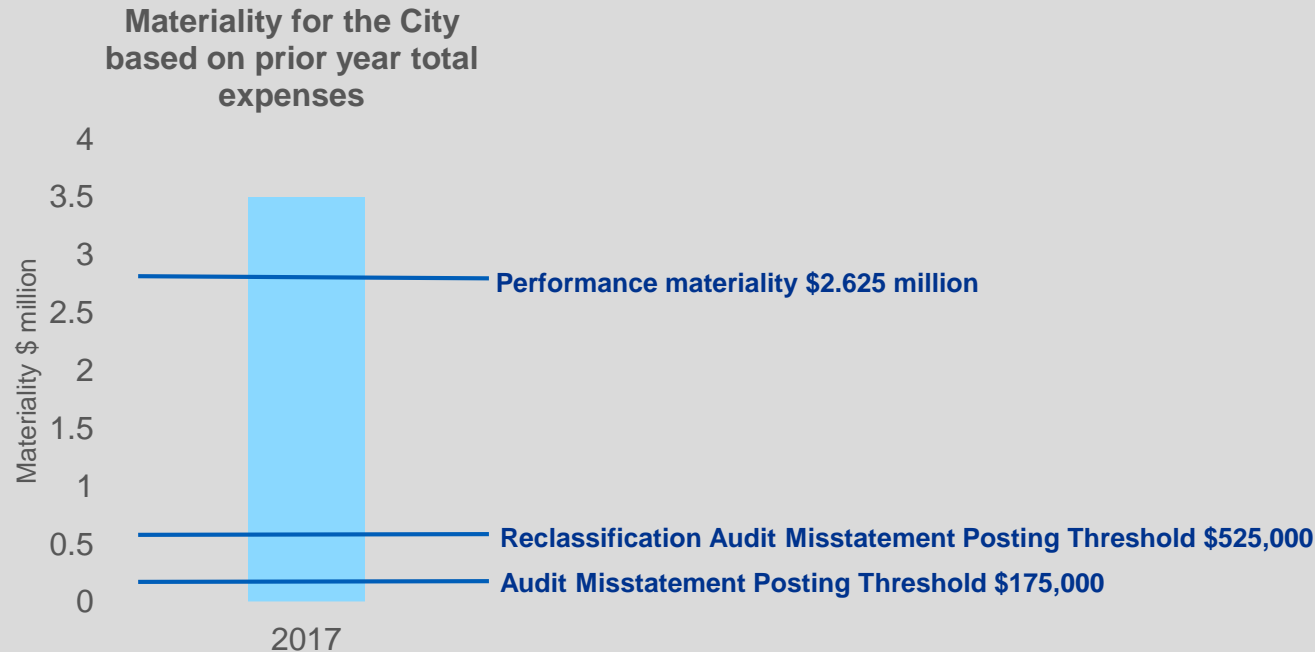 Materiality for the City
based on prior year total
expenses
4
3.5
3
2.5
2
1.5
1
0.5
0
Materiality $ million
2017
Performance materiality $2.625 million
Reclassification Audit Misstatement Posting Threshold $525,000
Audit Misstatement Posting Threshold $175,000